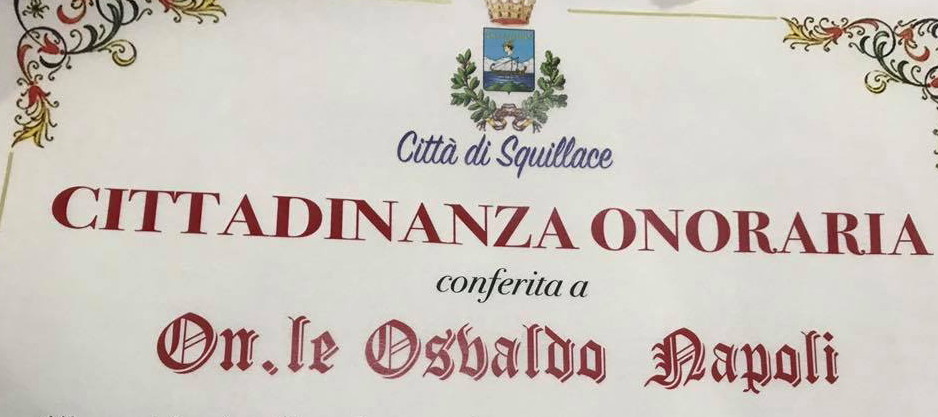 Città di Squillace
CITTADINANZA ONORARIA
conferita a
On.le Osvaldo Napoli